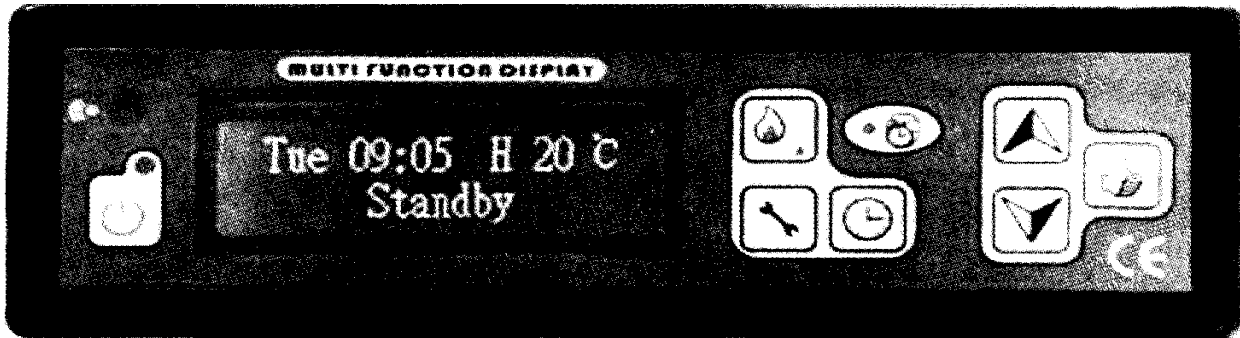 MULTI FUNCTION DISPLAY
Tue 09:05 H 20 °C
Standby
CE